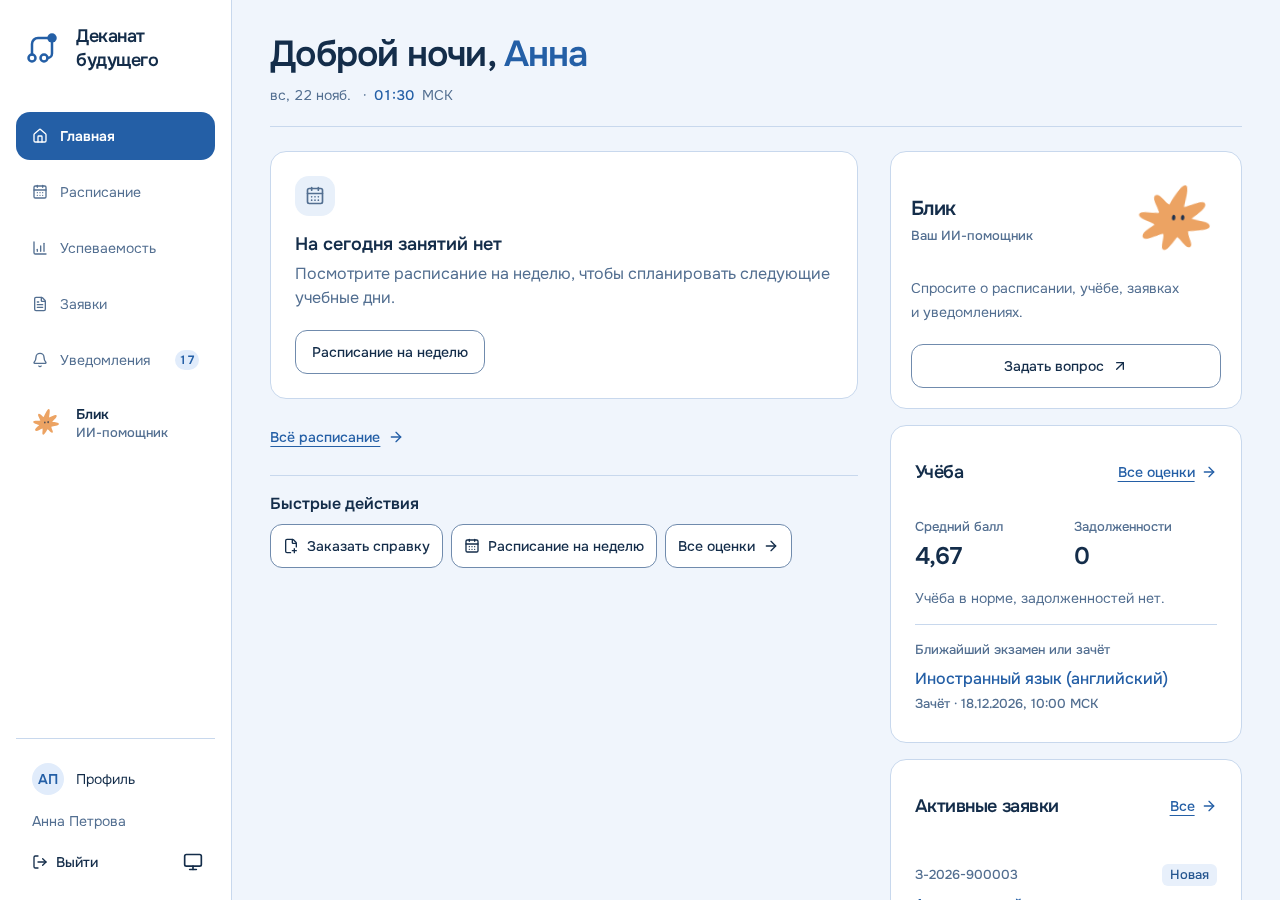 Деканат
будущего
Главная
Расписание
Успеваемость
Заявки
Уведомления 17
Блик
ИИ-помощник
АП Профиль
Анна Петрова
Выйти
Доброй ночи, Анна
вс, 22 нояб. · 01:30 МСК
На сегодня занятий нет
Посмотрите расписание на неделю, чтобы спланировать следующие
учебные дни.
Расписание на неделю
Всё расписание
Быстрые действия
Заказать справку Расписание на неделю Все оценки
Блик
Ваш ИИ-помощник
Спросите о расписании, учёбе, заявках
и уведомлениях.
Задать вопрос
Учёба Все оценки
Средний балл Задолженности
4,67 0
Учёба в норме, задолженностей нет.
Ближайший экзамен или зачёт
Иностранный язык (английский)
Зачёт · 18.12.2026, 10:00 МСК
Активные заявки Все
З-2026-900003 Новая